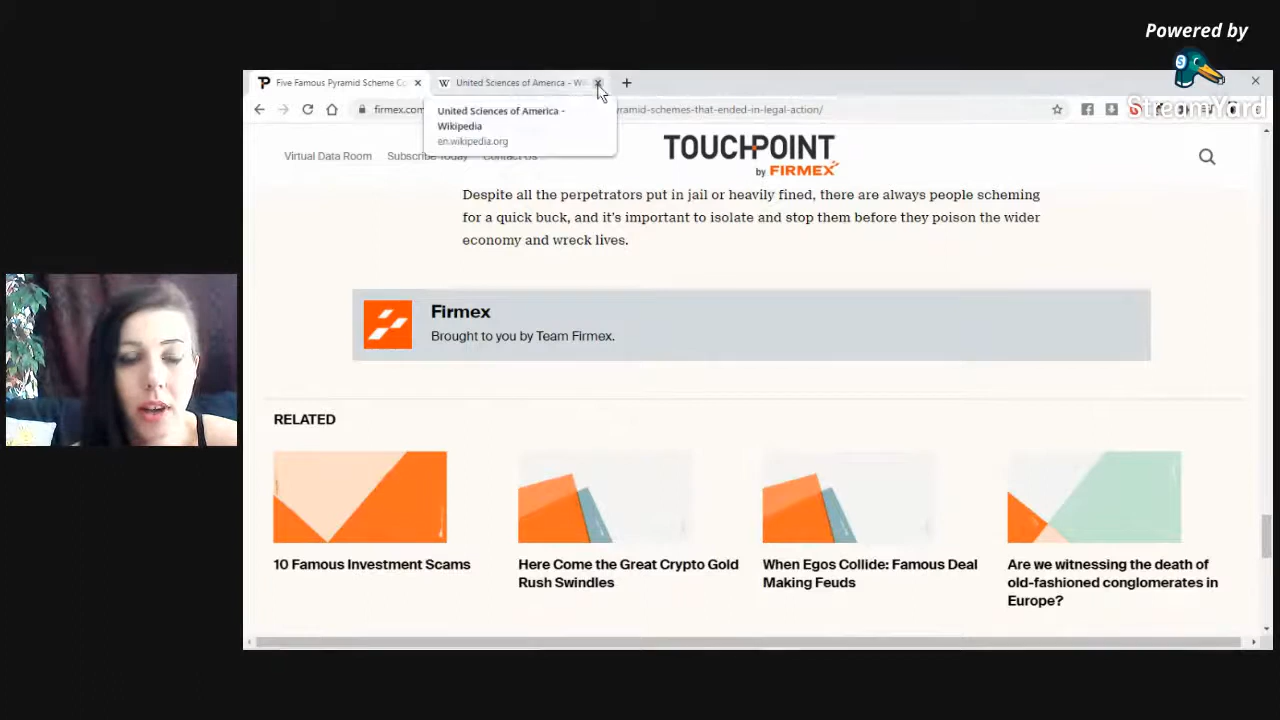 Powered by
StreamYard
Five Famous Pyramid Scheme Co
United Sciences of America - Wi
firmex.com
yramid-schemes-that-ended-in-legal-action/
United Sciences of America -
Wikipedia
en.wikipedia.org
Virtual Data Room
Subscribe Today
Contact Us
TOUCHPOINT
by FIRMEX
Despite all the perpetrators put in jail or heavily fined, there are always people scheming
for a quick buck, and it's important to isolate and stop them before they poison the wider
economy and wreck lives.
Firmex
Brought to you by Team Firmex.
RELATED
10 Famous Investment Scams
Here Come the Great Crypto Gold
Rush Swindles
When Egos Collide: Famous Deal
Making Feuds
Are we witnessing the death of
old-fashioned conglomerates in
Europe?